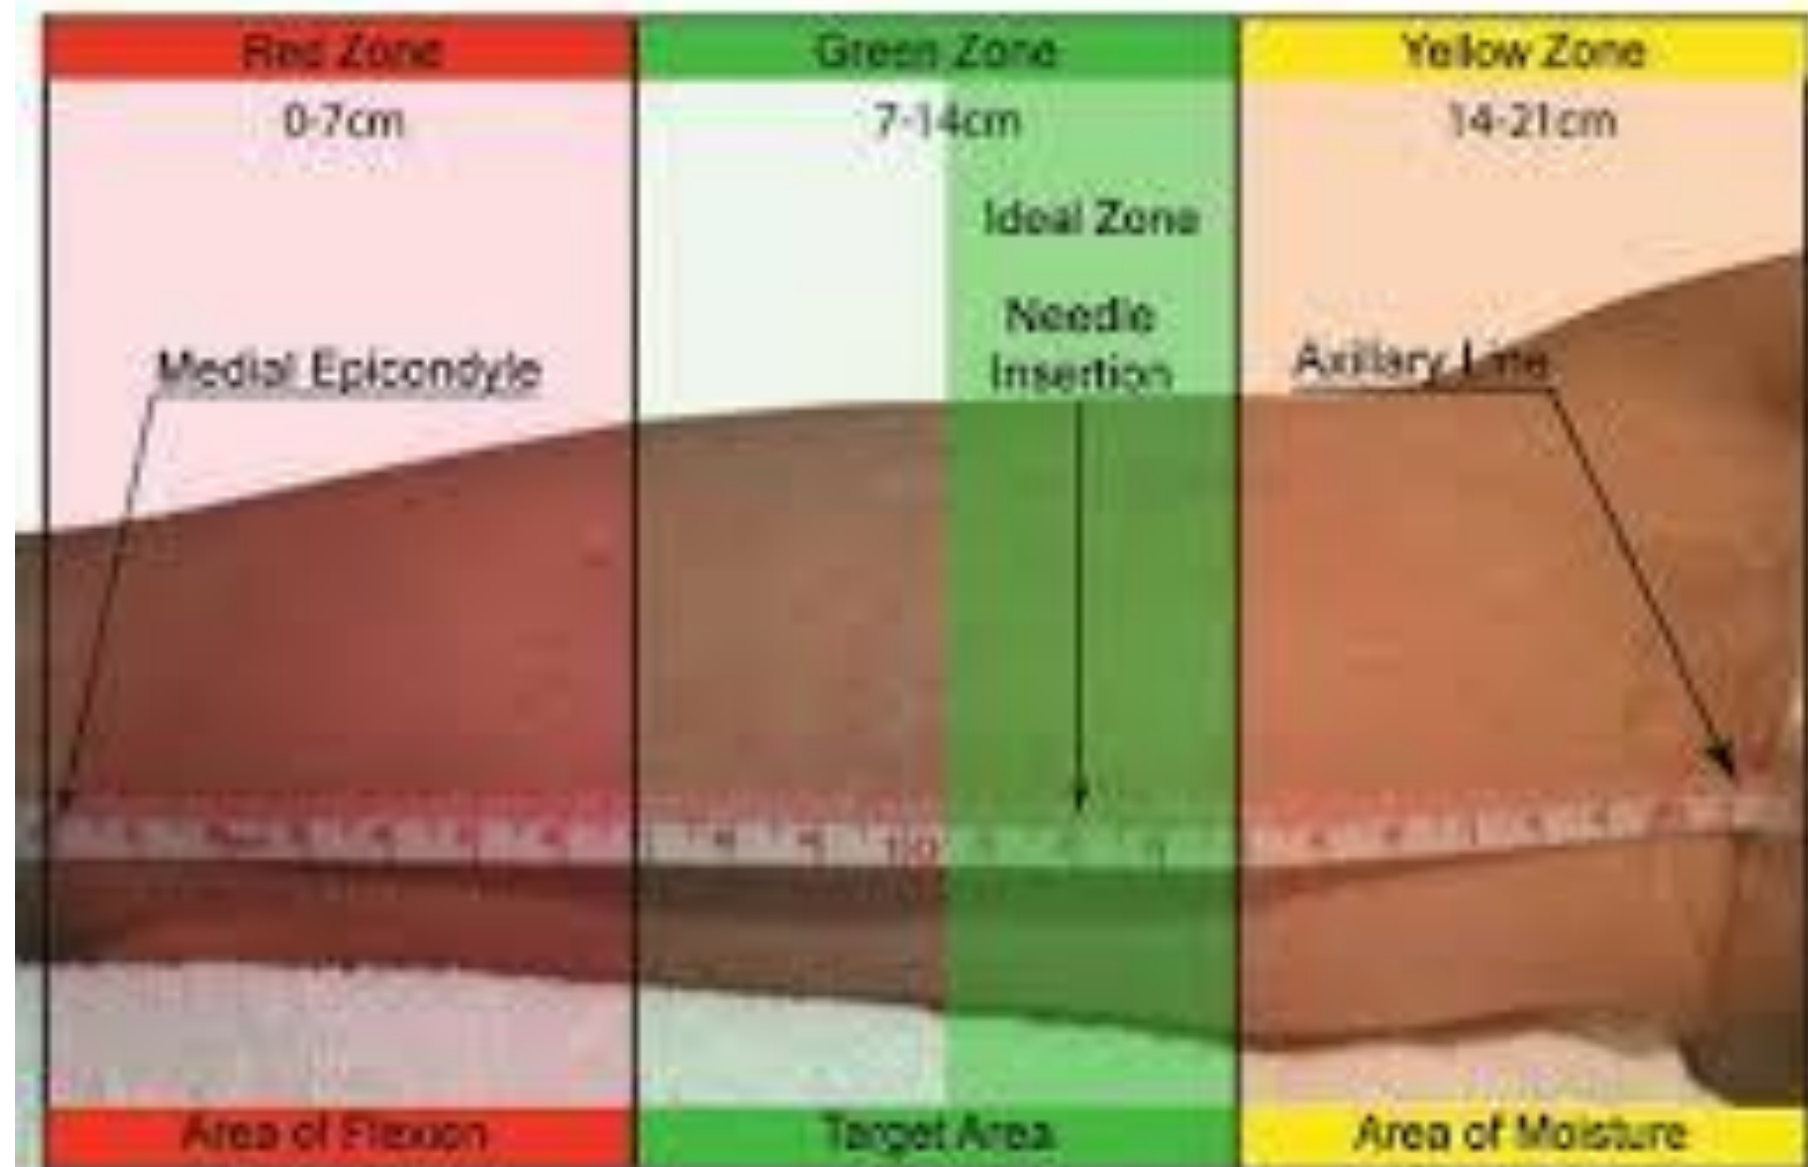 Red Zone
Green Zone
Yellow Zone
0-7cm
7-14cm
14-21cm
Ideal Zone
Needle
Insertion
Medial Epicondyle
Axillary Line
10
Area of Flexion
Target Area
Area of Moisture